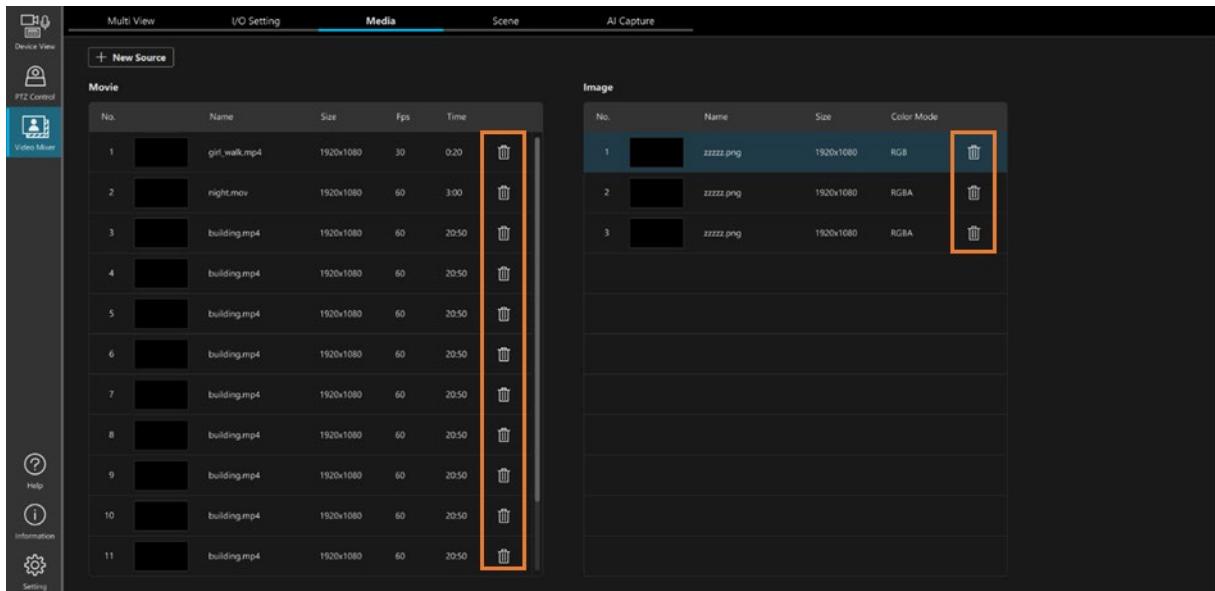 Multi View I/O Setting Media Scene AI Capture
Device View
PTZ Control
Video Mixer
Help
Information
Setting
+ New Source
Movie
No. Name Size Fps Time
1 girl_walk.mp4 1920x1080 30 0:20
2 night.mov 1920x1080 60 3:00
3 building.mp4 1920x1080 60 20:50
4 building.mp4 1920x1080 60 20:50
5 building.mp4 1920x1080 60 20:50
6 building.mp4 1920x1080 60 20:50
7 building.mp4 1920x1080 60 20:50
8 building.mp4 1920x1080 60 20:50
9 building.mp4 1920x1080 60 20:50
10 building.mp4 1920x1080 60 20:50
11 building.mp4 1920x1080 60 20:50
Image
No. Name Size Color Mode
1 zzzzz.png 1920x1080 RGB
2 zzzzz.png 1920x1080 RGBA
3 zzzzz.png 1920x1080 RGBA